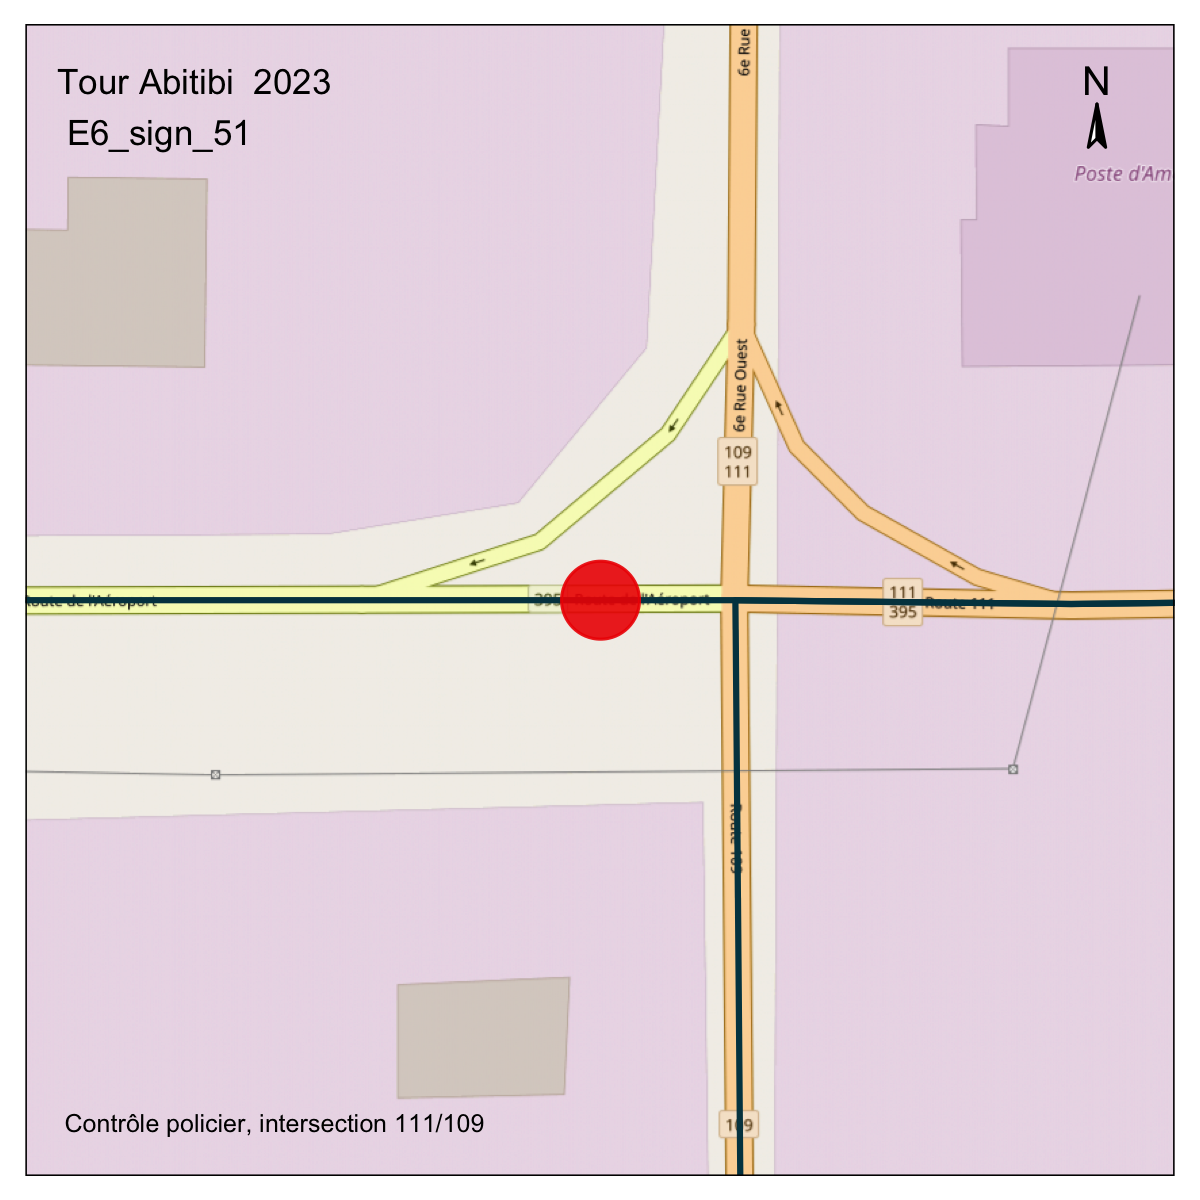 Tour Abitibi  2023
E6_sign_51
N
6e Rue
Poste d'Am
6e Rue Ouest
109
111
Route de l'Aéroport
395
Route de l'Aéroport
111
395
Route 111
Route 109
109
Contrôle policier, intersection 111/109